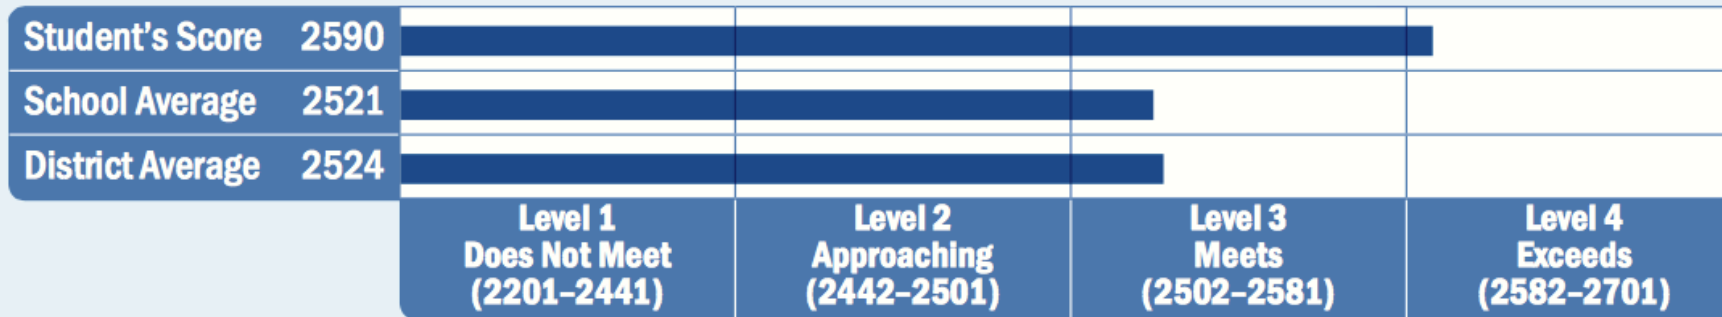 Student’s Score 2590
School Average 2521
District Average 2524
Level 1
Does Not Meet
(2201–2441)
Level 2
Approaching
(2442–2501)
Level 3
Meets
(2502–2581)
Level 4
Exceeds
(2582–2701)